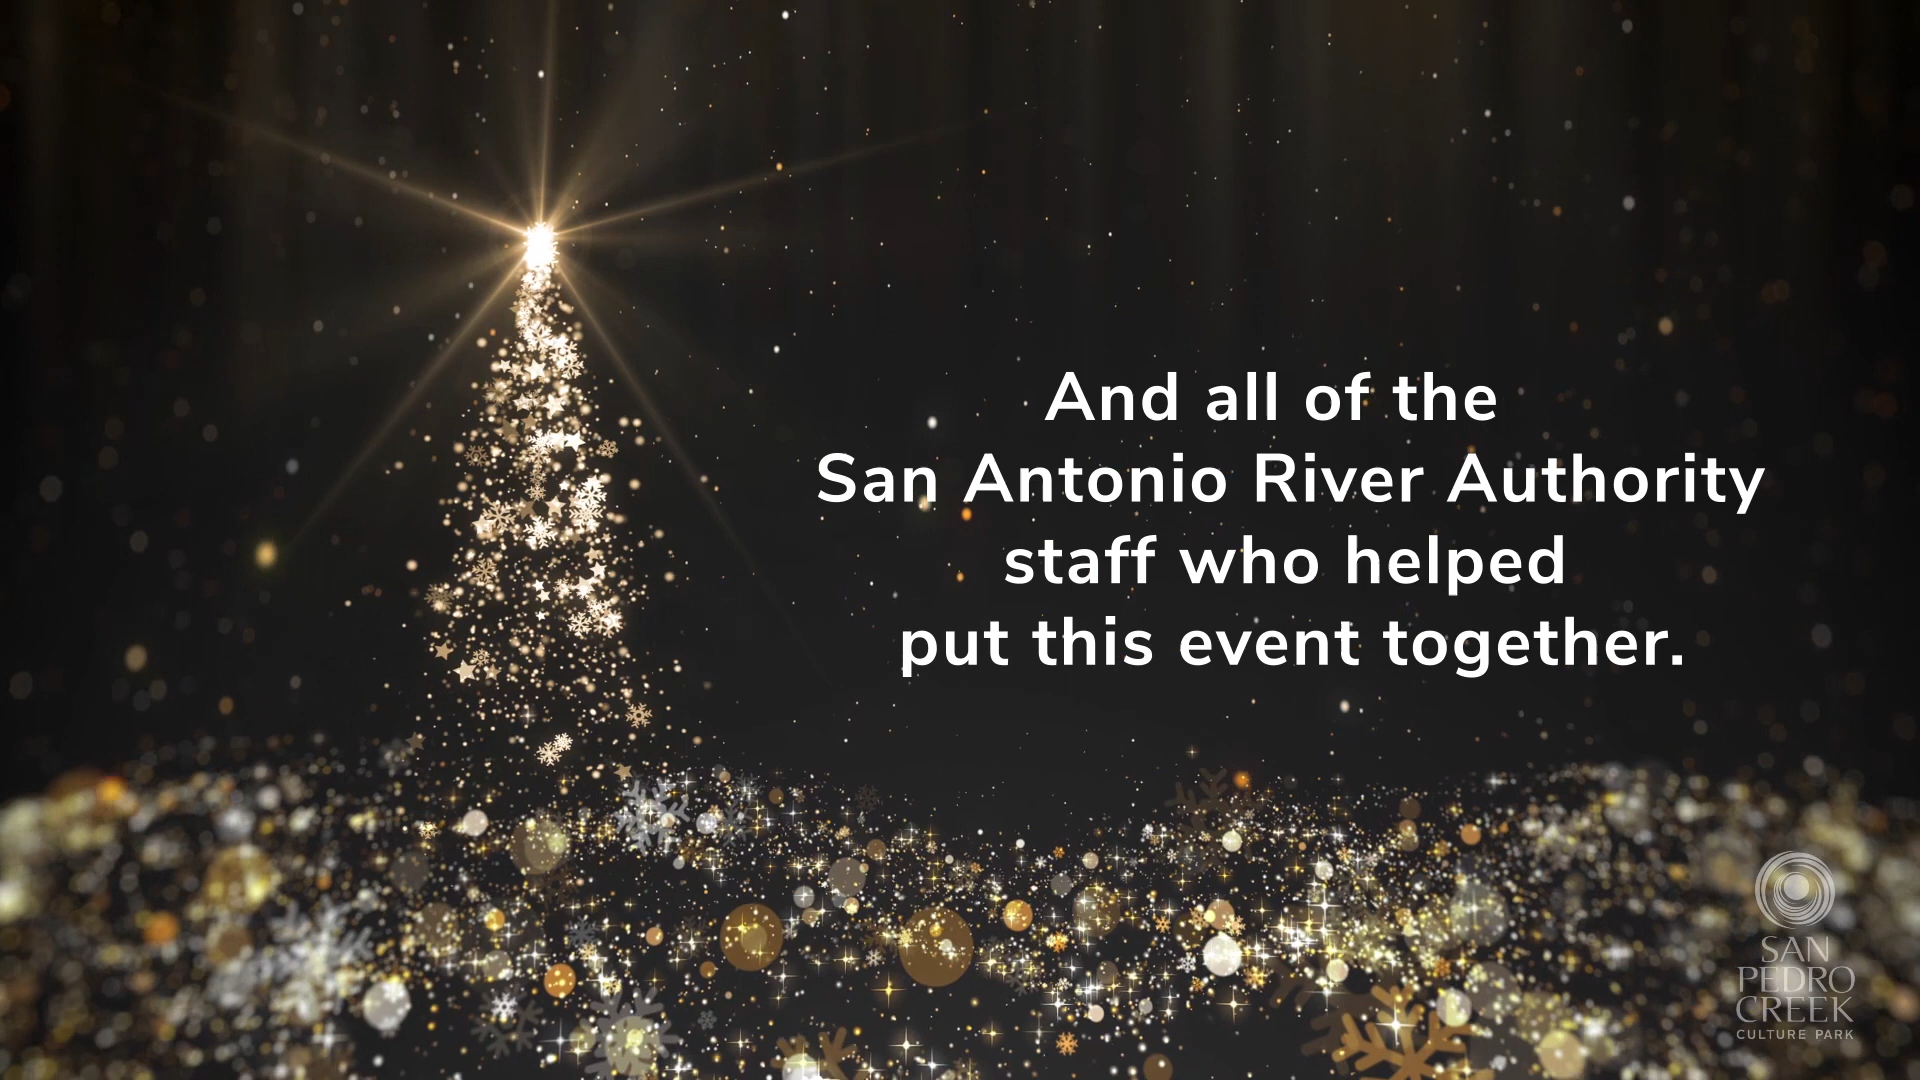 And all of the
San Antonio River Authority
staff who helped
put this event together.
SAN
PEDRO
CREEK
CULTURE PARK